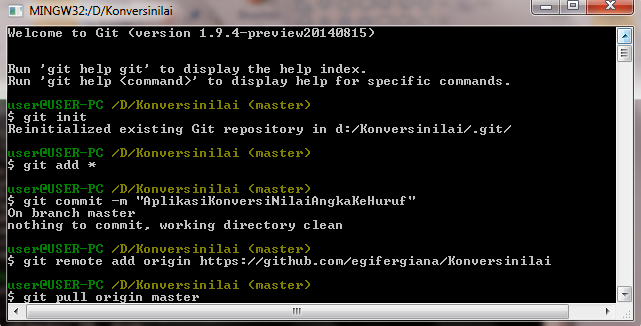 MINGW32:/D/Konversinilai
Welcome to Git (version 1.9.4-preview20140815)
Run 'git help git' to display the help index.
Run 'git help <command>' to display help for specific commands.
user@USER-PC /D/Konversinilai (master)
$ git init
Reinitialized existing Git repository in d:/Konversinilai/.git/
user@USER-PC /D/Konversinilai (master)
$ git add *
user@USER-PC /D/Konversinilai (master)
$ git commit -m "AplikasiKonversiNilaiAngkaKeHuruf"
On branch master
nothing to commit, working directory clean
user@USER-PC /D/Konversinilai (master)
$ git remote add origin https://github.com/egifergiana/Konversinilai
user@USER-PC /D/Konversinilai (master)
$ git pull origin master